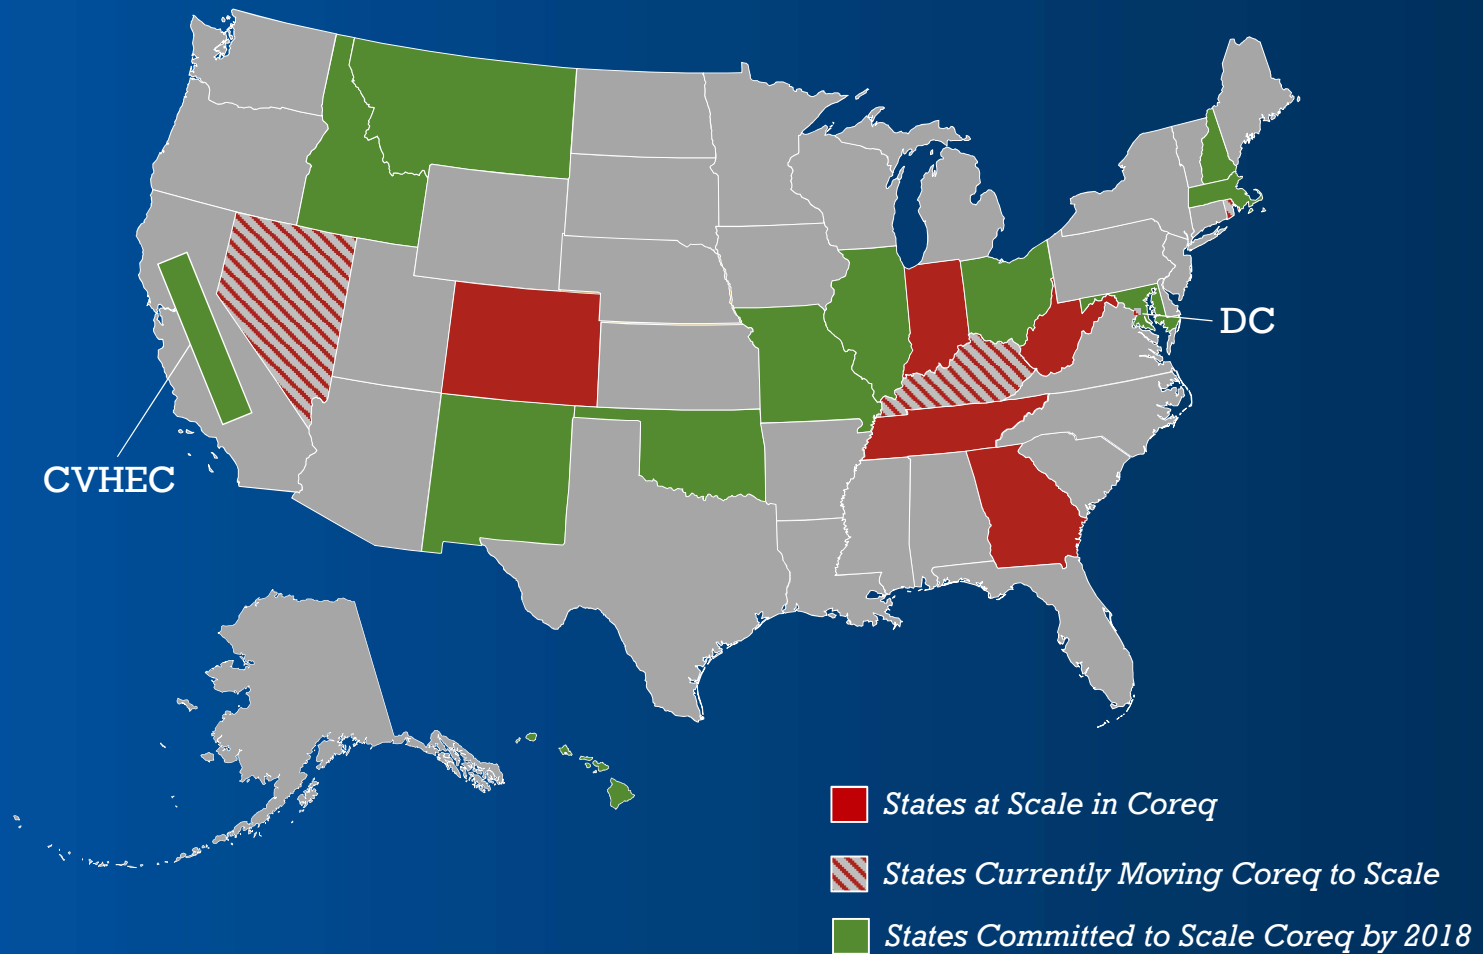 DC
CVHEC
States at Scale in Coreq
States Currently Moving Coreq to Scale
States Committed to Scale Coreq by 2018